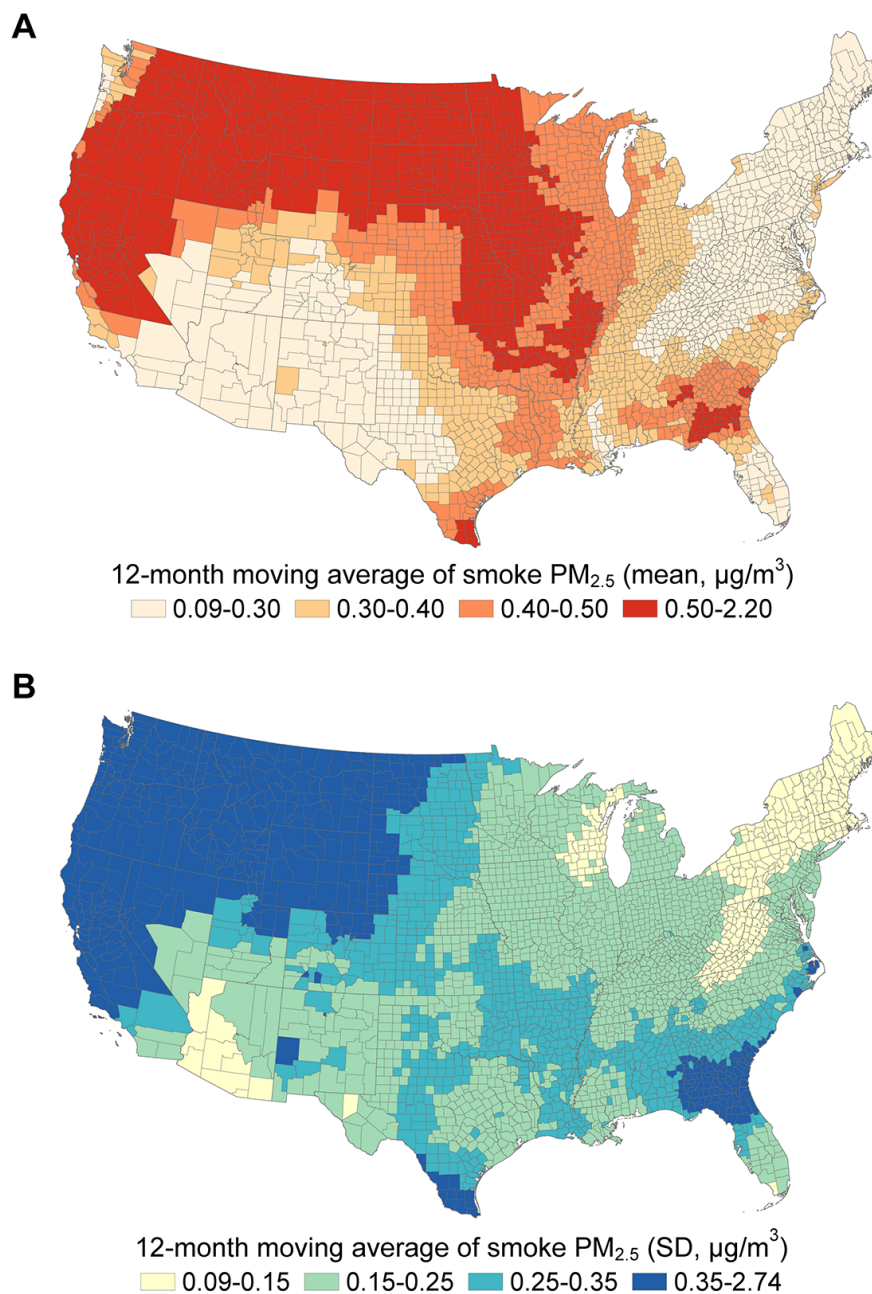 A
12-month moving average of smoke PM₂.₅ (mean, µg/m³)
0.09-0.30 0.30-0.40 0.40-0.50 0.50-2.20
B
12-month moving average of smoke PM₂.₅ (SD, µg/m³)
0.09-0.15 0.15-0.25 0.25-0.35 0.35-2.74